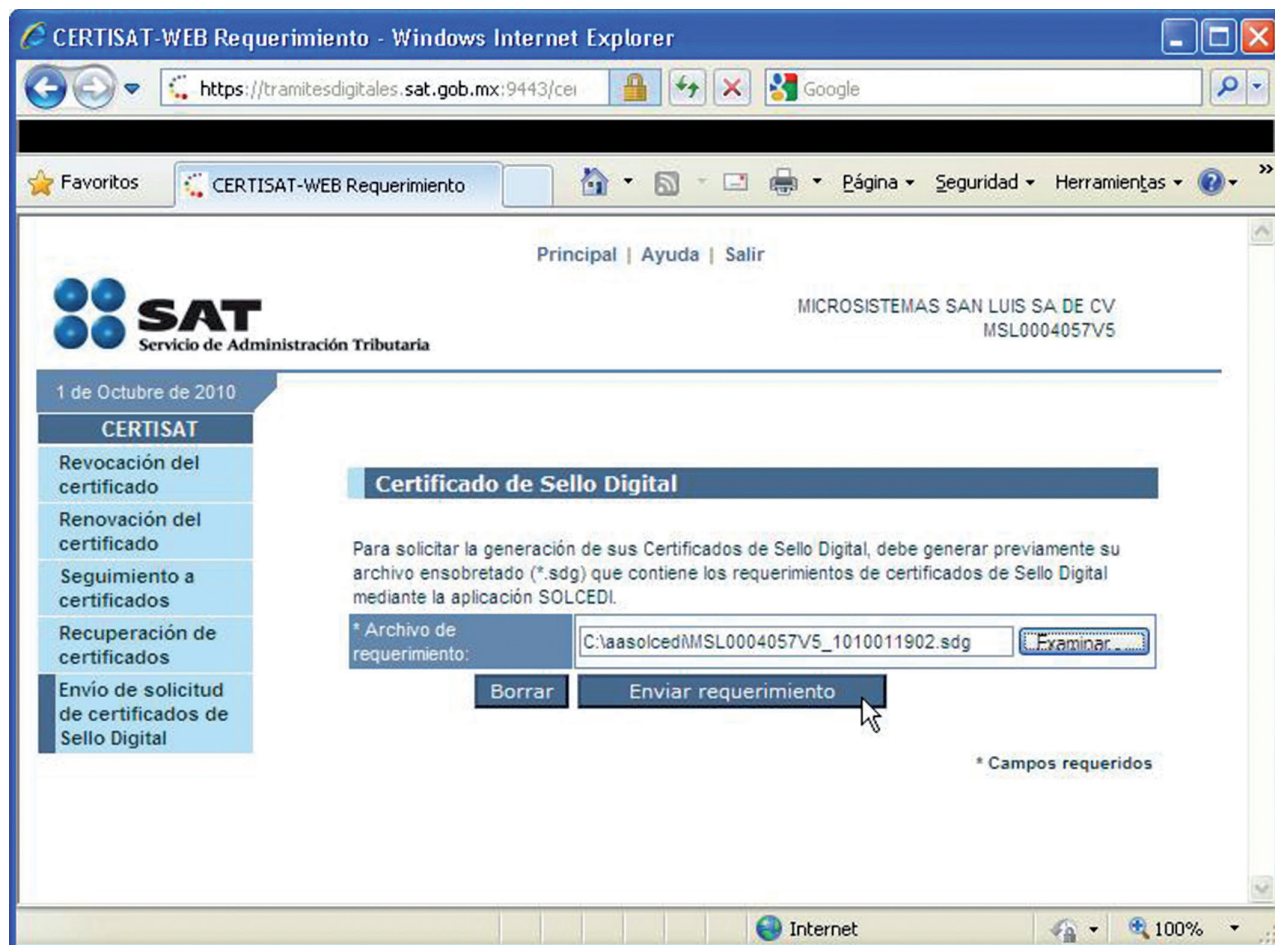 CERTISAT-WEB Requerimiento - Windows Internet Explorer
https://tramitesdigitales.sat.gob.mx:9443/cer
Google
Favoritos
CERTISAT-WEB Requerimiento
Página
Seguridad
Herramientas
»
Principal | Ayuda | Salir
SAT
Servicio de Administración Tributaria
MICROSISTEMAS SAN LUIS SA DE CV
MSL0004057V5
1 de Octubre de 2010
CERTISAT
Revocación del
certificado
Renovación del
certificado
Seguimiento a
certificados
Recuperación de
certificados
Envío de solicitud
de certificados de
Sello Digital
Certificado de Sello Digital
Para solicitar la generación de sus Certificados de Sello Digital, debe generar previamente su
archivo ensobretado (*.sdg) que contiene los requerimientos de certificados de Sello Digital
mediante la aplicación SOLCEDI.
* Archivo de
requerimiento:
C:\aasolcedi\MSL0004057V5_1010011902.sdg
Examinar...
Borrar
Enviar requerimiento
* Campos requeridos
Internet
100%